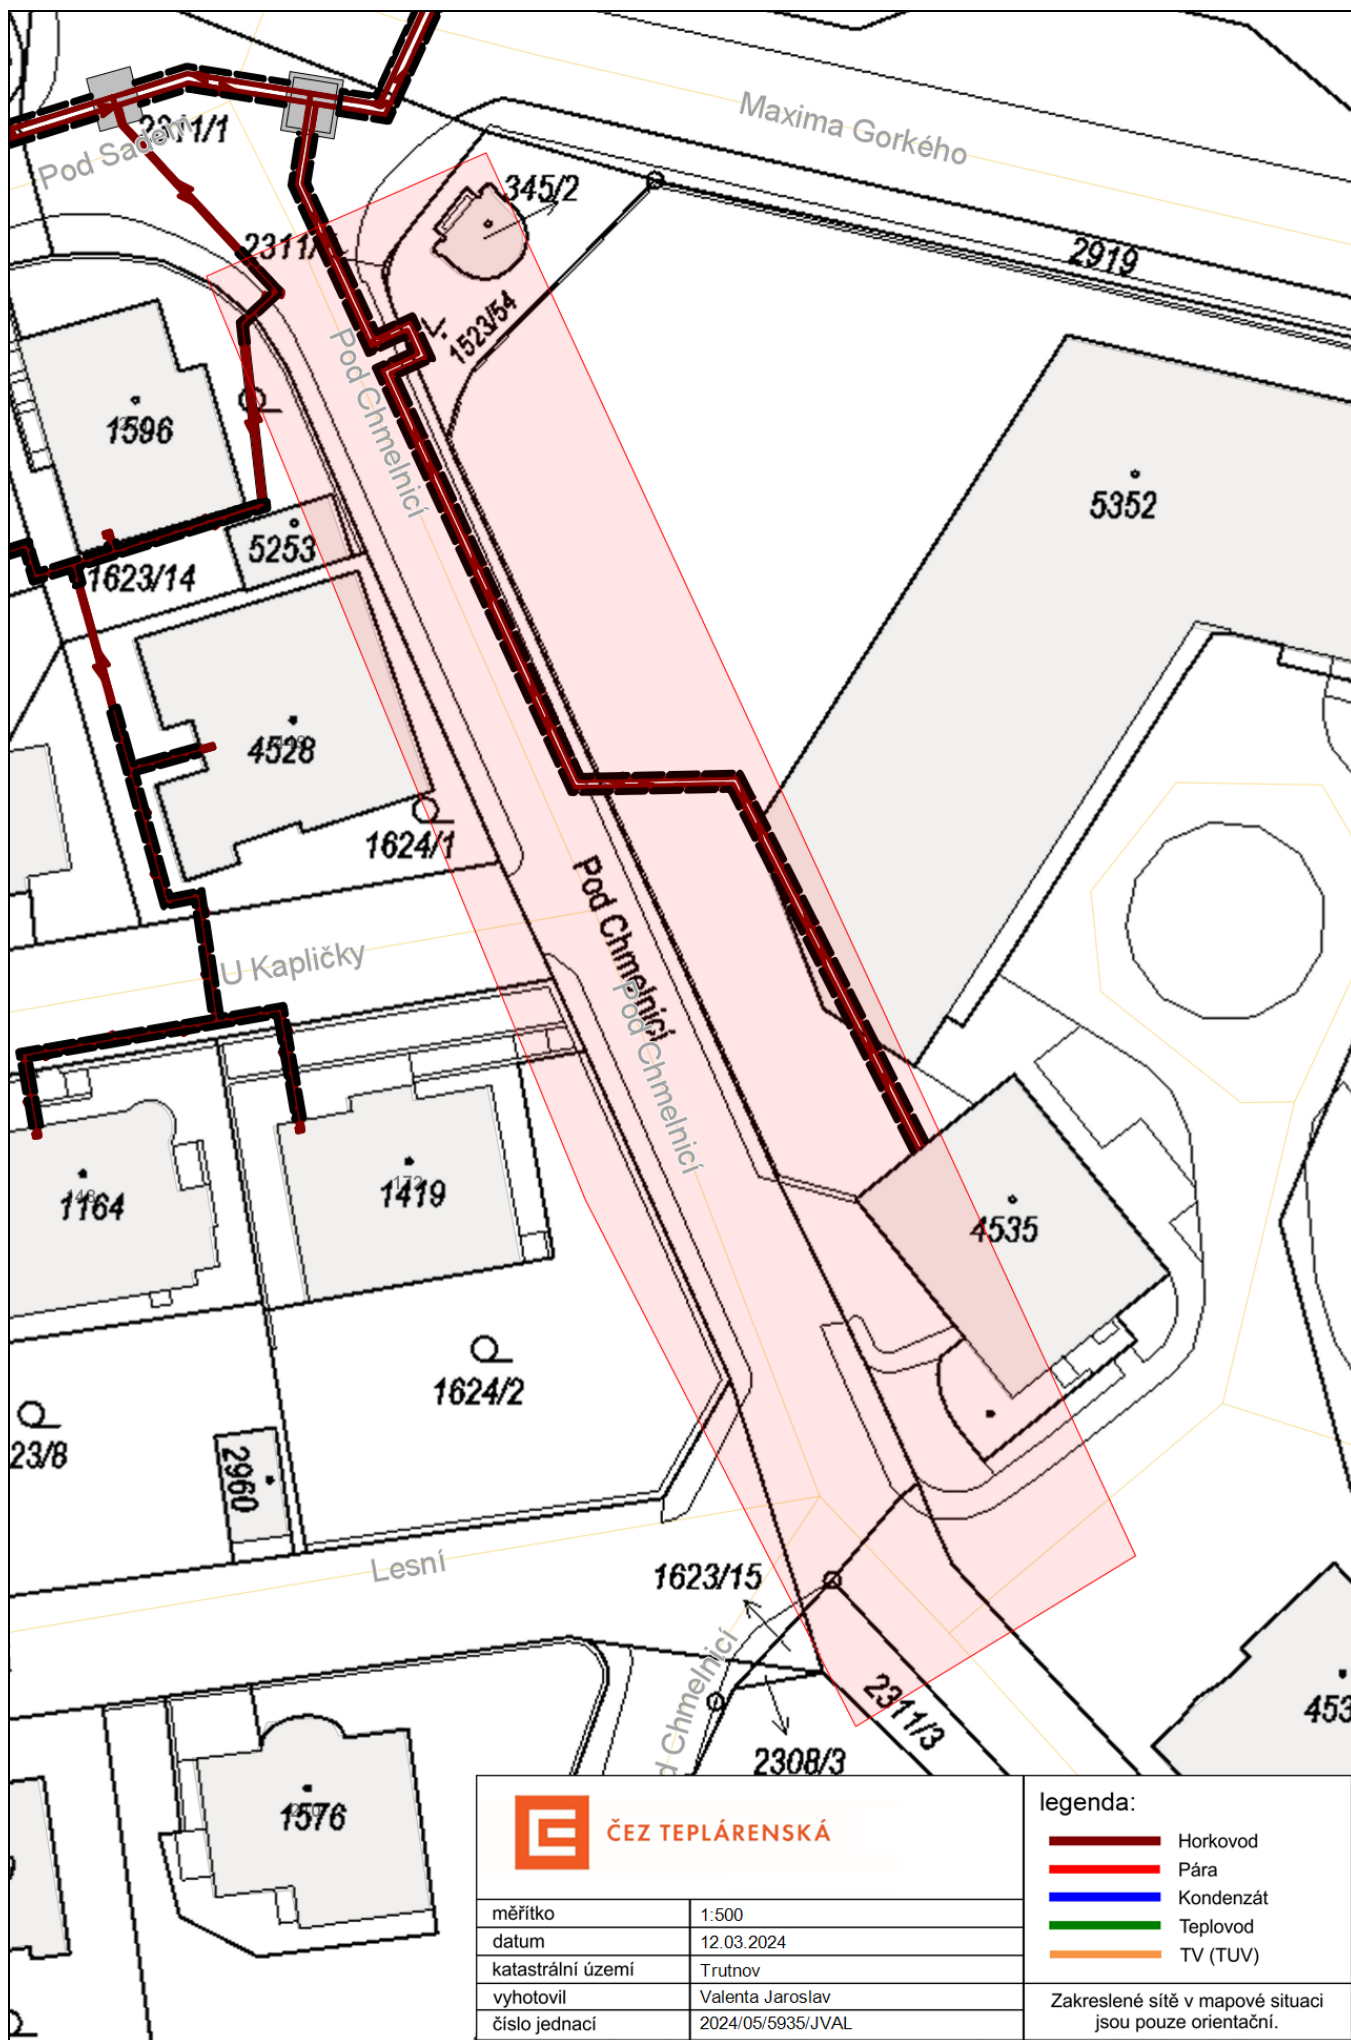 Maxima Gorkého
Pod Sadem
345/2
2919
1523/54
Pod Chmelnicí
1596
5352
5253
1623/14
4528
1624/1
Pod Chmelnicí
U Kapličky
Pod Chmelnicí
1164
1419
4535
1624/2
23/8
2960
Lesní
1623/15
d Chmelnicí
2311/3
453
2308/3
1576
ČEZ TEPLÁRENSKÁ
měřítko 1:500
datum 12.03.2024
katastrální území Trutnov
vyhotovil Valenta Jaroslav
číslo jednací 2024/05/5935/JVAL
legenda:
Horkovod
Pára
Kondenzát
Teplovod
TV (TUV)
Zakreslené sítě v mapové situaci
jsou pouze orientační.